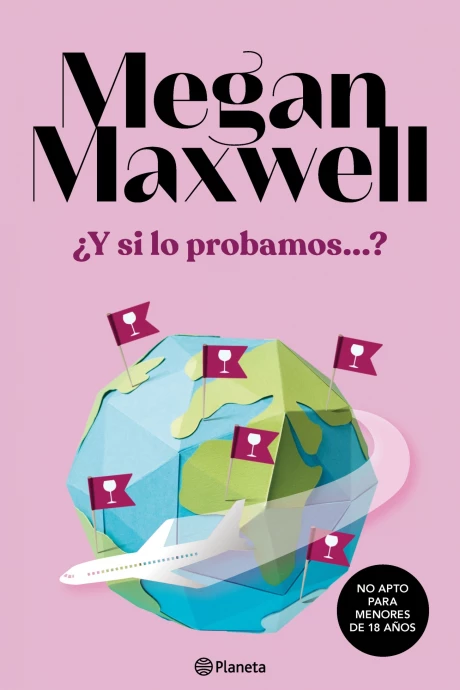 Megan
Maxwell
¿Y si lo probamos...?
NO APTO
PARA
MENORES
DE 18 AÑOS
Planeta